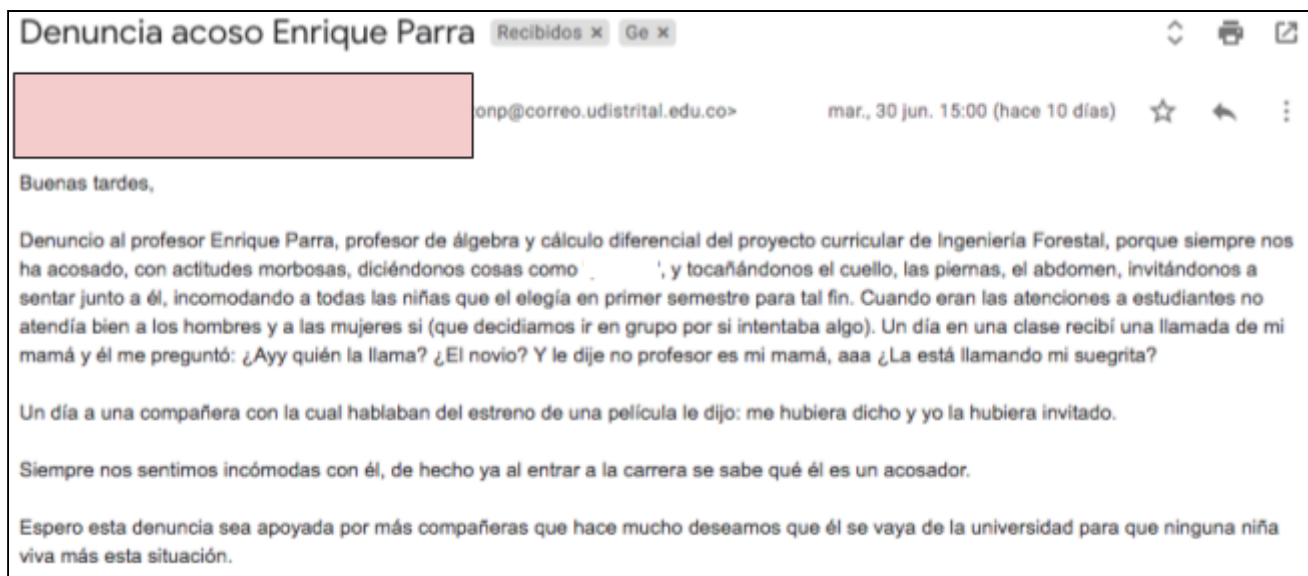 Denuncia acoso Enrique Parra Recibidos x Ge x
onp@correo.udistrital.edu.co> mar., 30 jun. 15:00 (hace 10 días)
Buenas tardes,
Denuncio al profesor Enrique Parra, profesor de álgebra y cálculo diferencial del proyecto curricular de Ingeniería Forestal, porque siempre nos
ha acosado, con actitudes morbosas, diciéndonos cosas como ' ', y tocañándonos el cuello, las piernas, el abdomen, invitándonos a
sentar junto a él, incomodando a todas las niñas que el elegía en primer semestre para tal fin. Cuando eran las atenciones a estudiantes no
atendía bien a los hombres y a las mujeres si (que decidiamos ir en grupo por si intentaba algo). Un día en una clase recibí una llamada de mi
mamá y él me preguntó: ¿Ayy quién la llama? ¿El novio? Y le dije no profesor es mi mamá, aaa ¿La está llamando mi suegrita?
Un día a una compañera con la cual hablaban del estreno de una película le dijo: me hubiera dicho y yo la hubiera invitado.
Siempre nos sentimos incómodas con él, de hecho ya al entrar a la carrera se sabe qué él es un acosador.
Espero esta denuncia sea apoyada por más compañeras que hace mucho deseamos que él se vaya de la universidad para que ninguna niña
viva más esta situación.